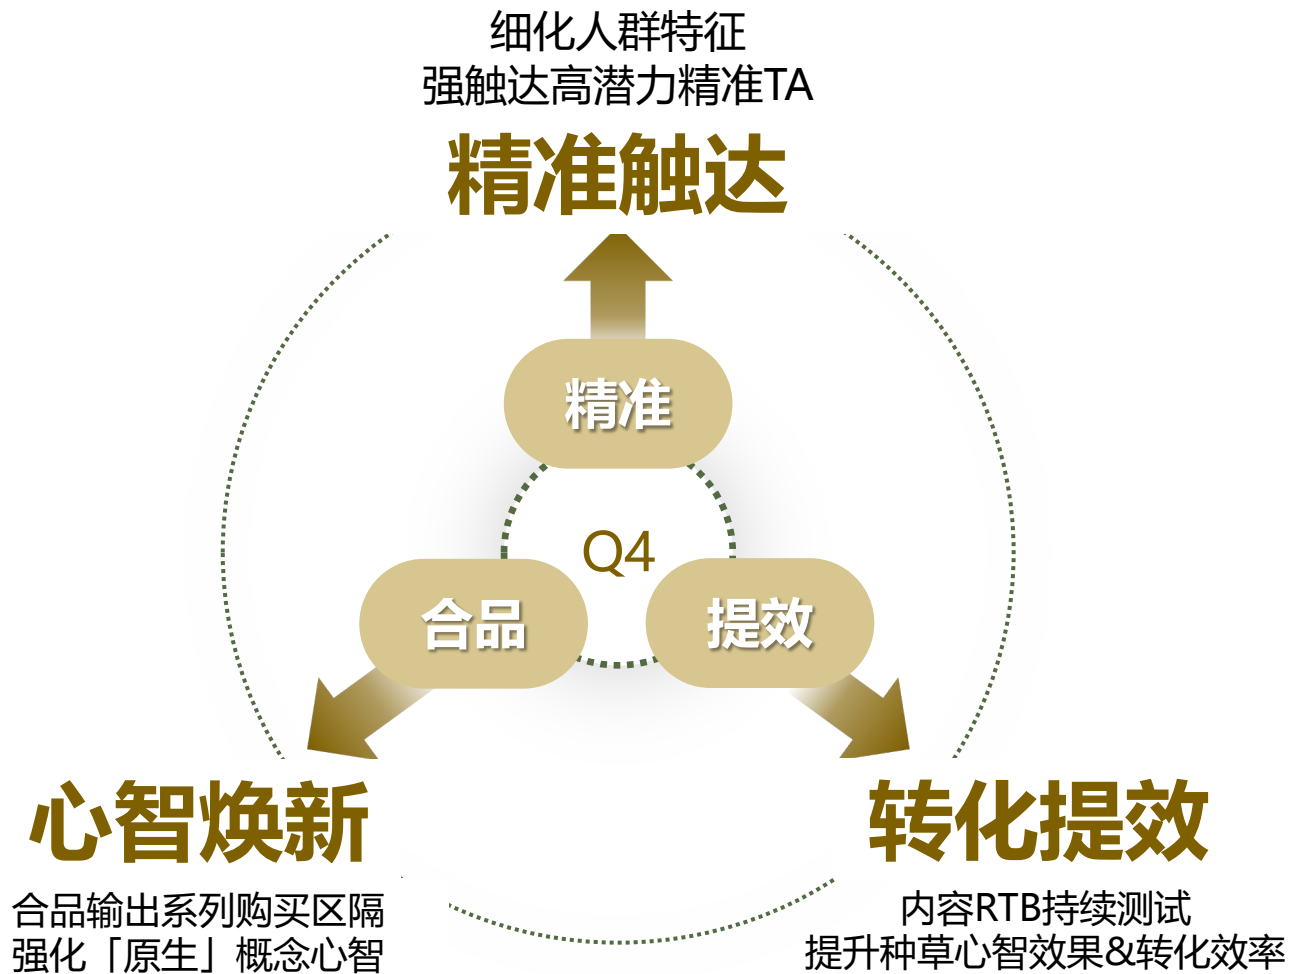 细化人群特征
强触达高潜力精准TA
精准触达
精准
Q4
合品
提效
心智焕新
转化提效
合品输出系列购买区隔
强化「原生」概念心智
内容RTB持续测试
提升种草心智效果&转化效率